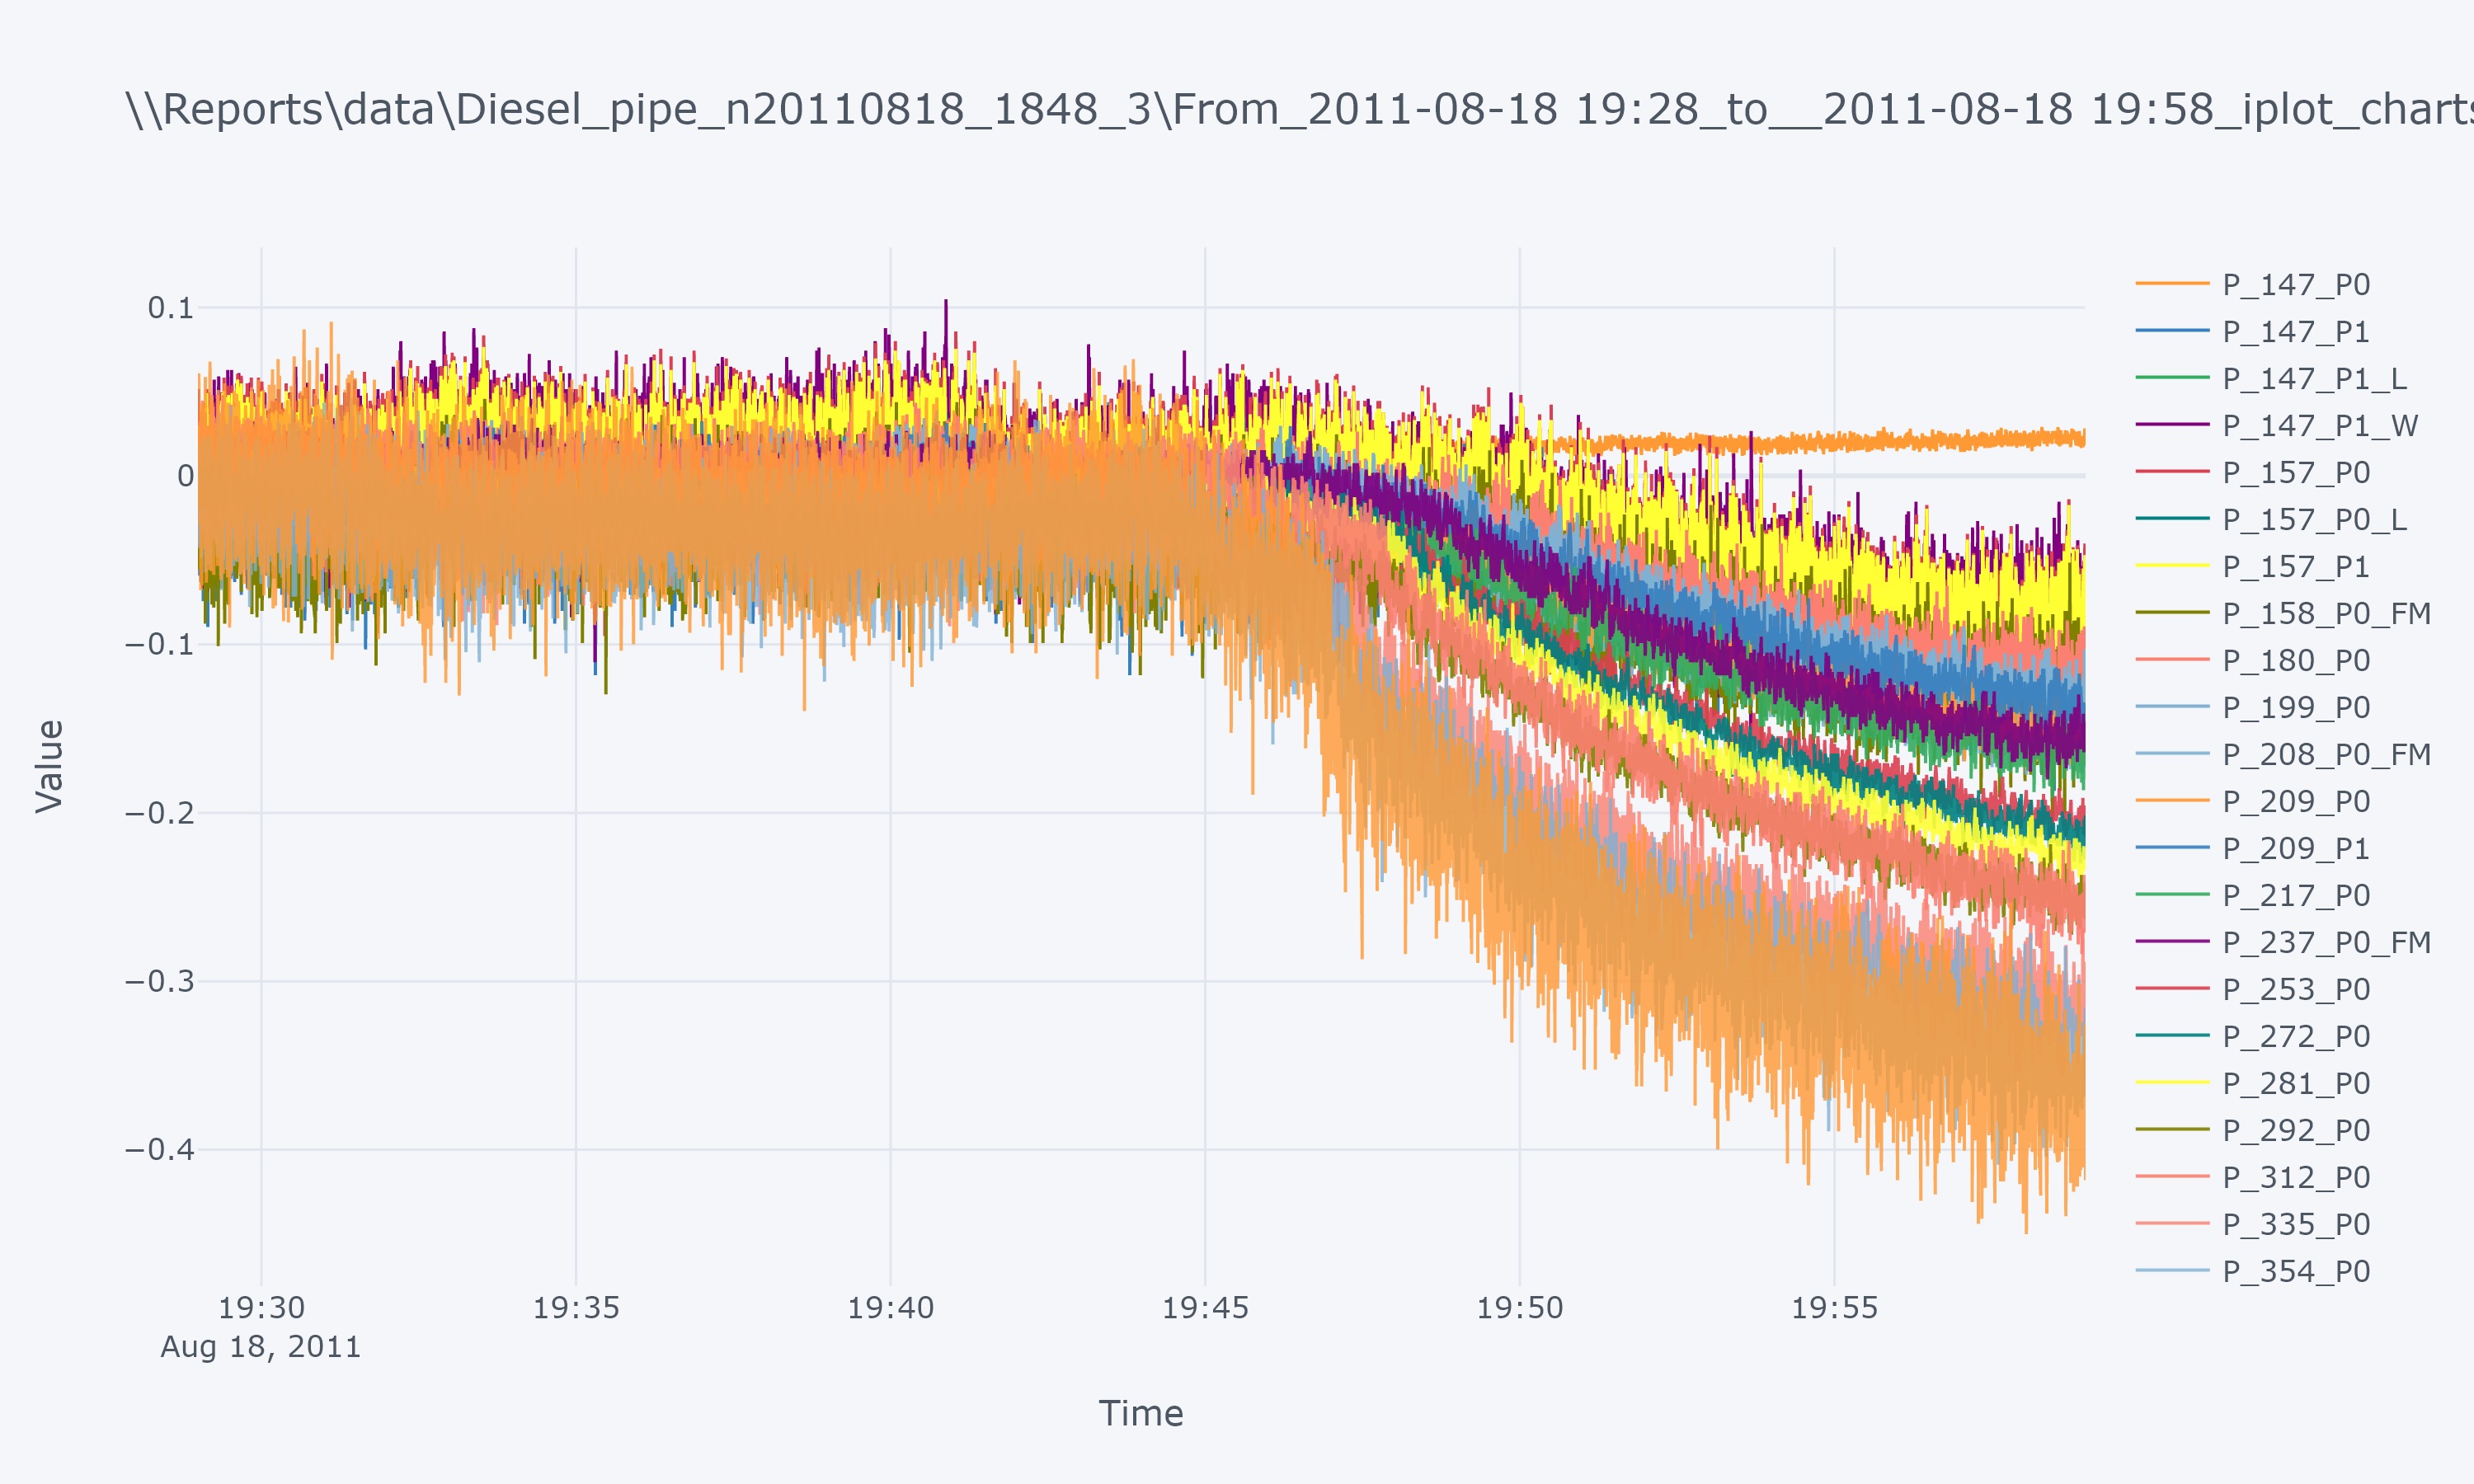 \\Reports\data\Diesel_pipe_n20110818_1848_3\From_2011-08-18 19:28_to__2011-08-18 19:58_iplot_charts
0.1
0
−0.1
−0.2
−0.3
−0.4
Value
19:30
Aug 18, 2011
19:35
19:40
19:45
19:50
19:55
Time
P_147_P0
P_147_P1
P_147_P1_L
P_147_P1_W
P_157_P0
P_157_P0_L
P_157_P1
P_158_P0_FM
P_180_P0
P_199_P0
P_208_P0_FM
P_209_P0
P_209_P1
P_217_P0
P_237_P0_FM
P_253_P0
P_272_P0
P_281_P0
P_292_P0
P_312_P0
P_335_P0
P_354_P0